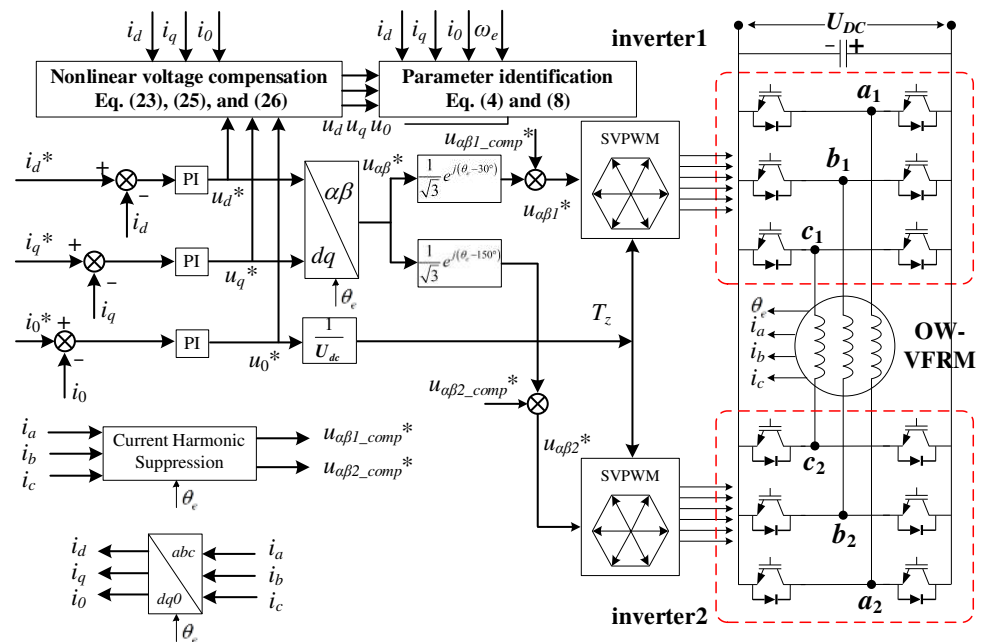 i_d i_q i_0
i_d i_q i_0 ω_e
inverter1
U_DC
− +
Nonlinear voltage compensation
Eq. (23), (25), and (26)
Parameter identification
Eq. (4) and (8)
u_d u_q u_0
u_αβ1_comp*
a_1
b_1
c_1
SVPWM
i_d*
+
−
i_d
PI
u_d*
αβ
dq
θ_e
u_αβ*
1/√3 e^j(θ_e−30°)
u_αβ1*
i_q*
+
−
i_q
PI
u_q*
1/√3 e^j(θ_e−150°)
i_0*
+
−
i_0
PI
u_0*
1/U_dc
T_z
θ_e
i_a
i_b
i_c
OW-
VFRM
u_αβ2_comp*
u_αβ2*
i_a
i_b
i_c
Current Harmonic
Suppression
θ_e
u_αβ1_comp*
u_αβ2_comp*
SVPWM
c_2
b_2
a_2
i_d
i_q
i_0
abc
dq0
θ_e
i_a
i_b
i_c
inverter2